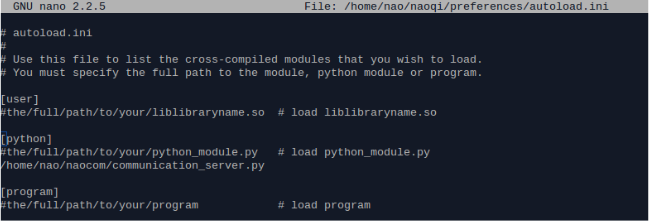 GNU nano 2.2.5 File: /home/nao/naoqi/preferences/autoload.ini
# autoload.ini
#
# Use this file to list the cross-compiled modules that you wish to load.
# You must specify the full path to the module, python module or program.
[user]
#the/full/path/to/your/liblibraryname.so # load liblibraryname.so
[python]
#the/full/path/to/your/python_module.py # load python_module.py
/home/nao/naocom/communication_server.py
[program]
#the/full/path/to/your/program # load program